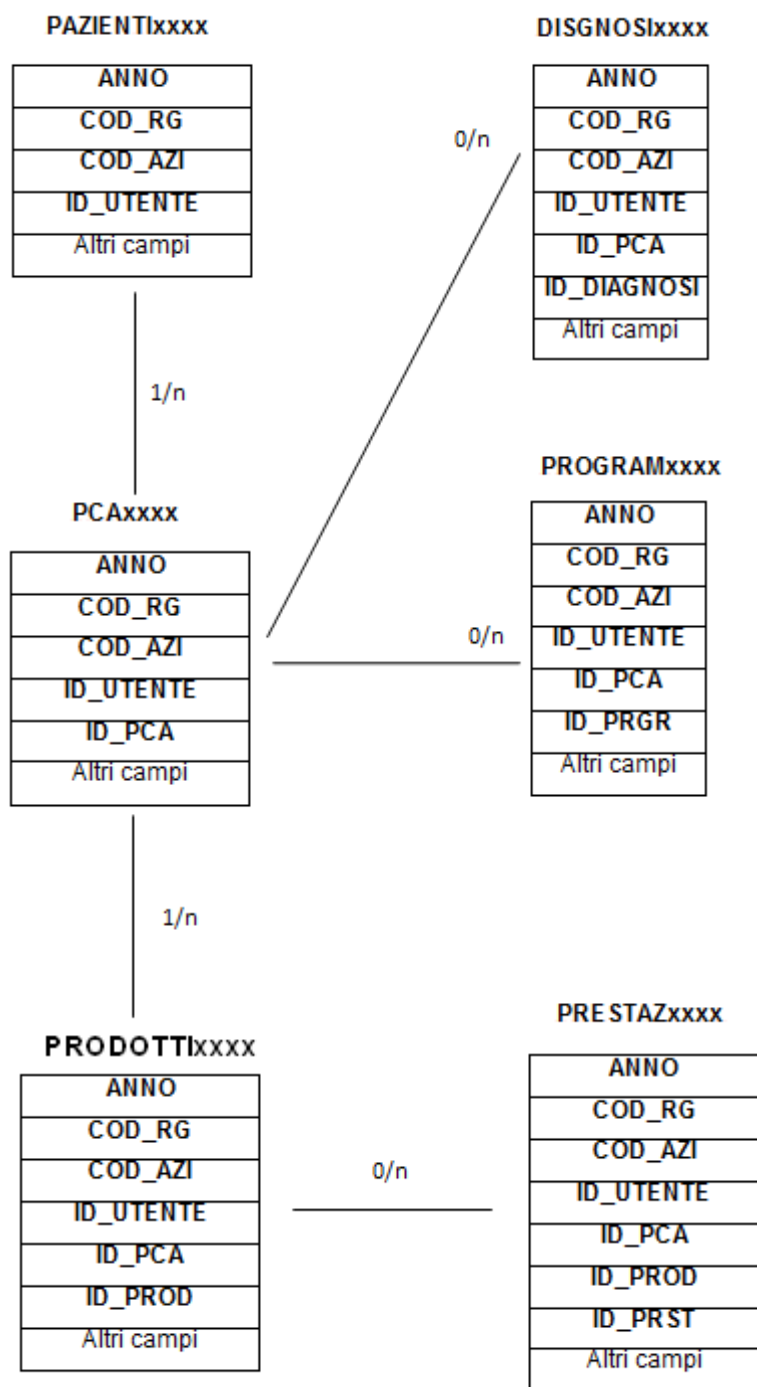 PAZIENTIxxxx
ANNO
COD_RG
COD_AZI
ID_UTENTE
Altri campi
1/n
PCAxxxx
ANNO
COD_RG
COD_AZI
ID_UTENTE
ID_PCA
Altri campi
1/n
PRODOTTIxxxx
ANNO
COD_RG
COD_AZI
ID_UTENTE
ID_PCA
ID_PROD
Altri campi
DISGNOSIxxxx
ANNO
COD_RG
COD_AZI
ID_UTENTE
ID_PCA
ID_DIAGNOSI
Altri campi
0/n
PROGRAMxxxx
ANNO
COD_RG
COD_AZI
ID_UTENTE
ID_PCA
ID_PRGR
Altri campi
0/n
PRESTAZxxxx
ANNO
COD_RG
COD_AZI
ID_UTENTE
ID_PCA
ID_PROD
ID_PRST
Altri campi
0/n